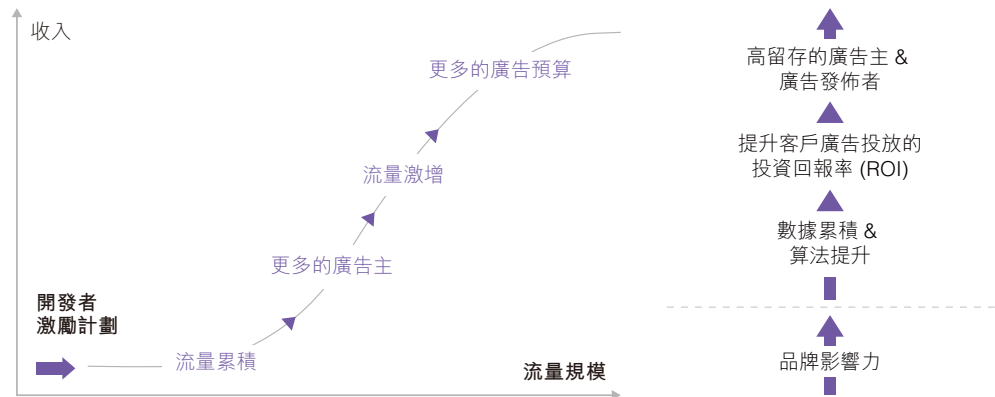 收入
更多的廣告預算
流量激增
更多的廣告主
開發者
激勵計劃
流量累積
流量規模
高留存的廣告主 &
廣告發佈者
提升客戶廣告投放的
投資回報率 (ROI)
數據累積 &
算法提升
品牌影響力